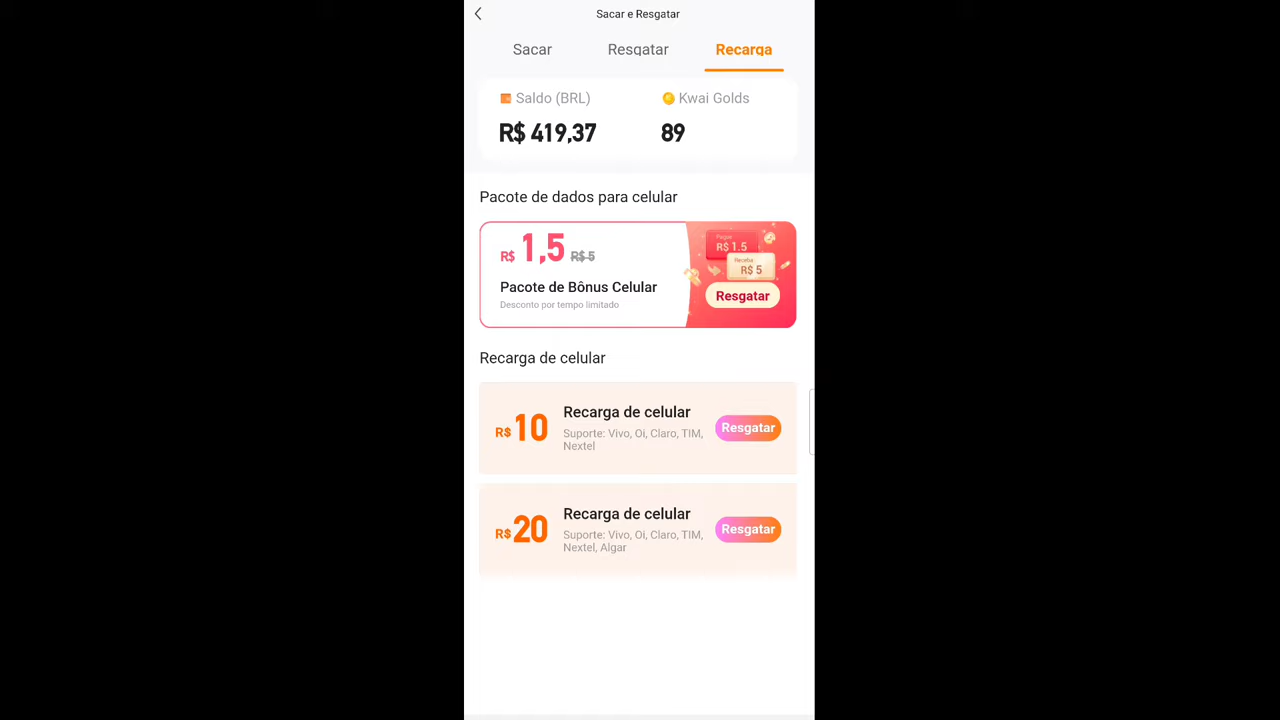 Sacar e Resgatar
Sacar Resgatar Recarga
Saldo (BRL) Kwai Golds
R$ 419,37 89
Pacote de dados para celular
R$ 1,5 R$ 5
Pacote de Bônus Celular
Desconto por tempo limitado
Pague
R$ 1.5
Receba
R$ 5
Resgatar
Recarga de celular
R$ 10
Recarga de celular
Suporte: Vivo, Oi, Claro, TIM,
Nextel
Resgatar
R$ 20
Recarga de celular
Suporte: Vivo, Oi, Claro, TIM,
Nextel, Algar
Resgatar